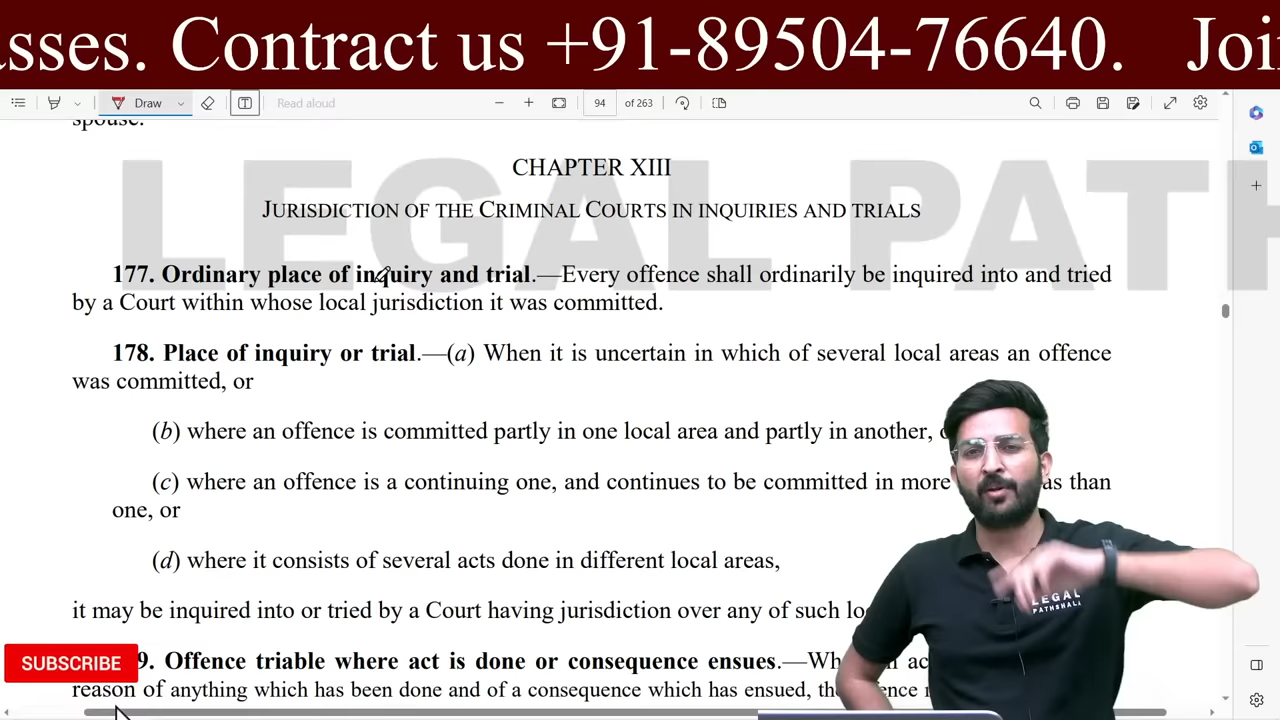 sses. Contract us +91-89504-76640. Joi
Draw Read aloud 94 of 263
spouse.
LEGAL PATH
CHAPTER XIII
JURISDICTION OF THE CRIMINAL COURTS IN INQUIRIES AND TRIALS
177. Ordinary place of inquiry and trial.—Every offence shall ordinarily be inquired into and tried
by a Court within whose local jurisdiction it was committed.
178. Place of inquiry or trial.—(a) When it is uncertain in which of several local areas an offence
was committed, or
(b) where an offence is committed partly in one local area and partly in another,
(c) where an offence is a continuing one, and continues to be committed in more as than
one, or
(d) where it consists of several acts done in different local areas,
it may be inquired into or tried by a Court having jurisdiction over any of such lo
9. Offence triable where act is done or consequence ensues.—Wh ac
reason of anything which has been done and of a consequence which has ensued, th ence
SUBSCRIBE
LEGAL
PATHSHALA